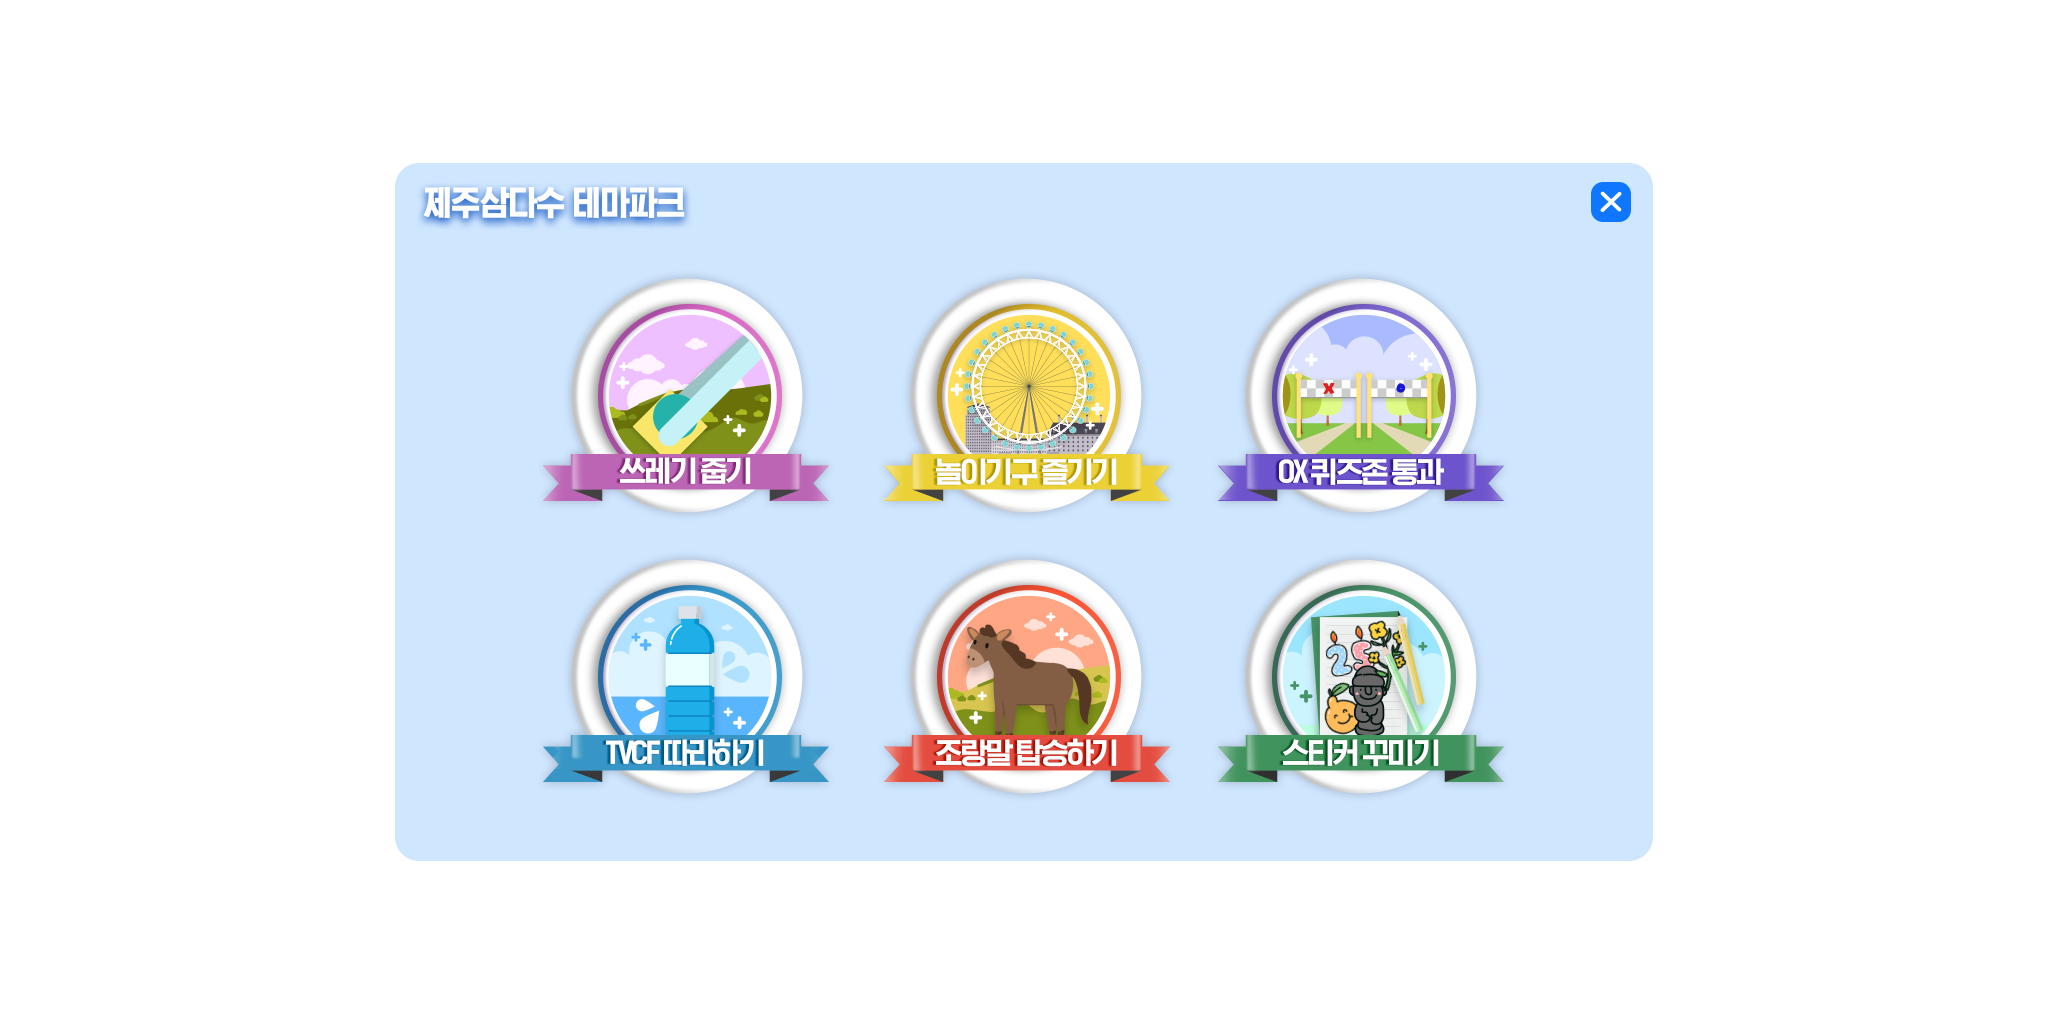 제주삼다수 테마파크
쓰레기 줍기
놀이기구 즐기기
OX 퀴즈존 통과
TVCF 따라하기
조랑말 탑승하기
스티커 꾸미기